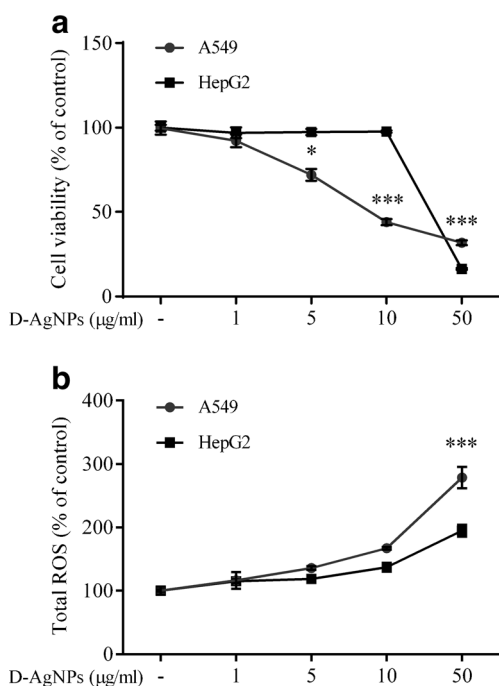 a
A549
HepG2
Cell viability (% of control)
150
100
50
0
*
***
***
D-AgNPs (μg/ml) - 1 5 10 50
b
A549
HepG2
Total ROS (% of control)
400
300
200
100
0
***
D-AgNPs (μg/ml) - 1 5 10 50